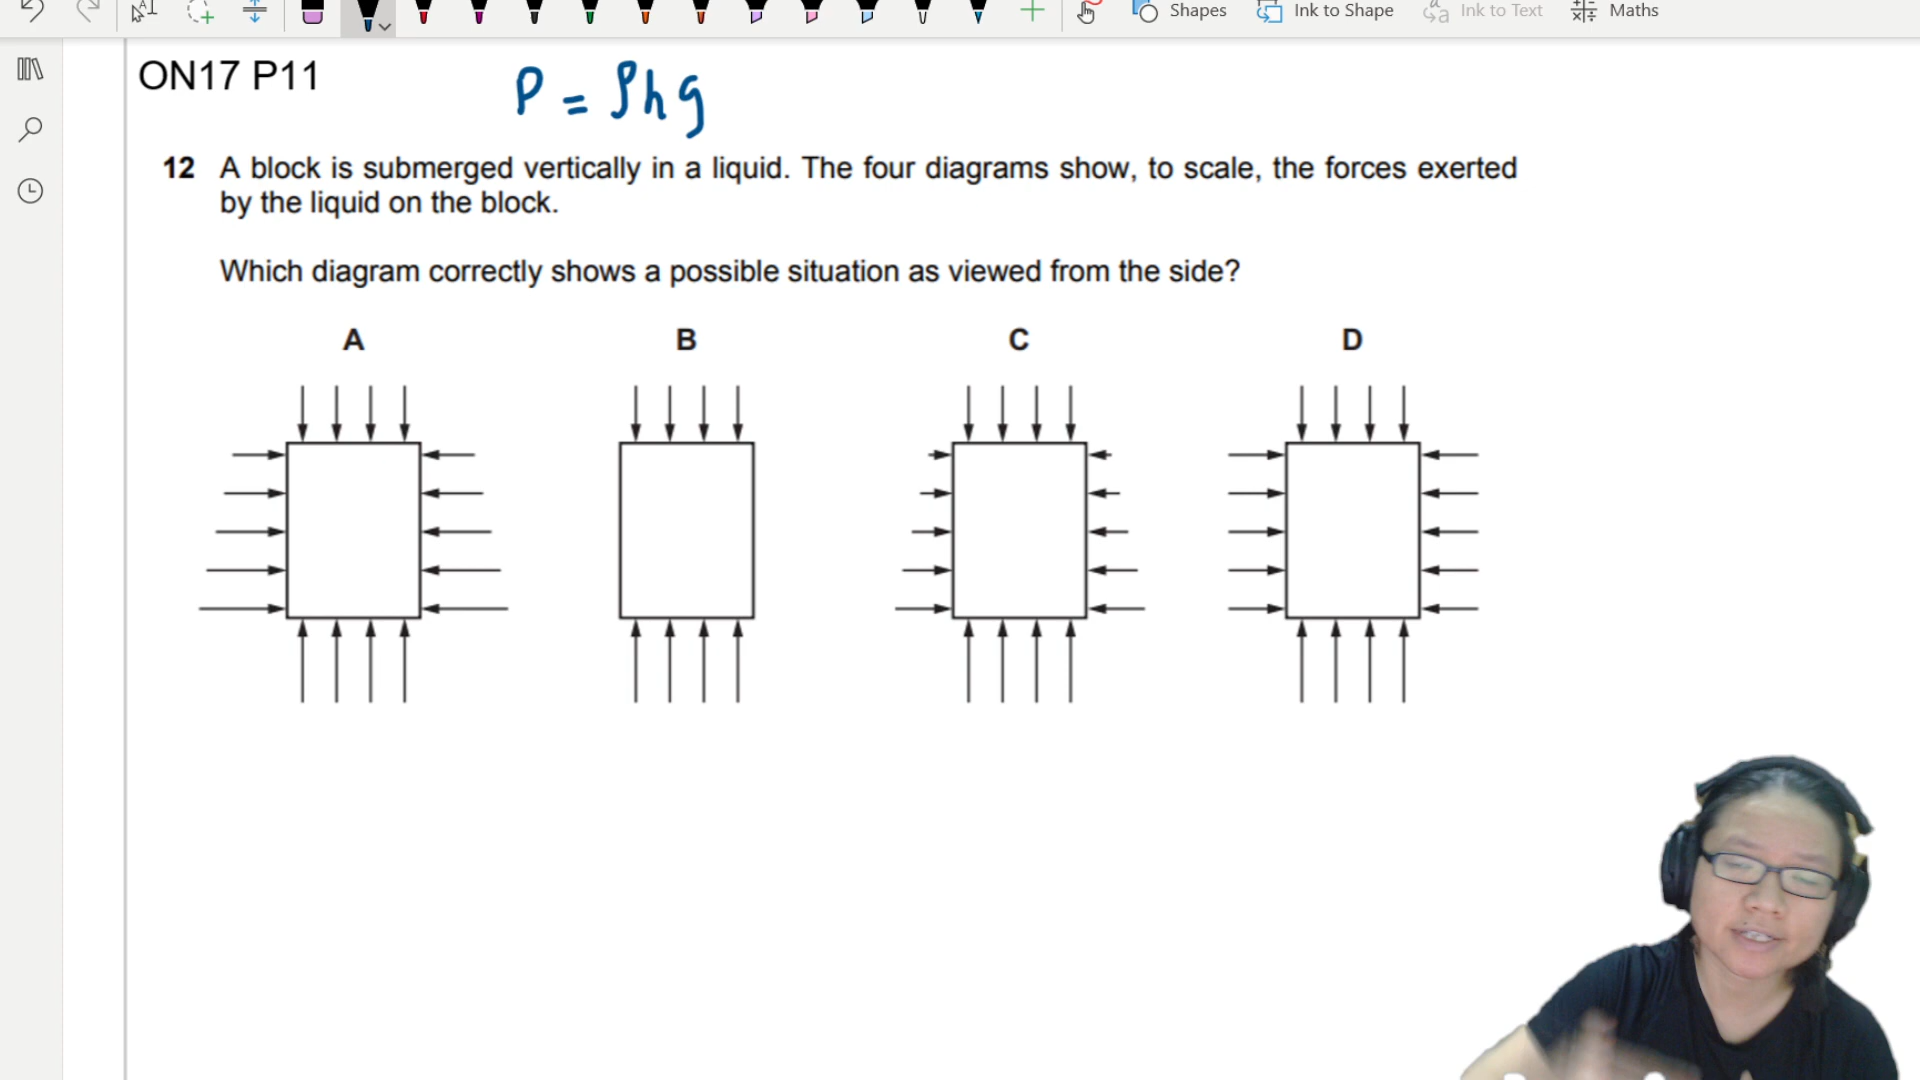 Shapes
Ink to Shape
Ink to Text
Maths
ON17 P11
P = ρhg
12 A block is submerged vertically in a liquid. The four diagrams show, to scale, the forces exerted
by the liquid on the block.
Which diagram correctly shows a possible situation as viewed from the side?
A B C D